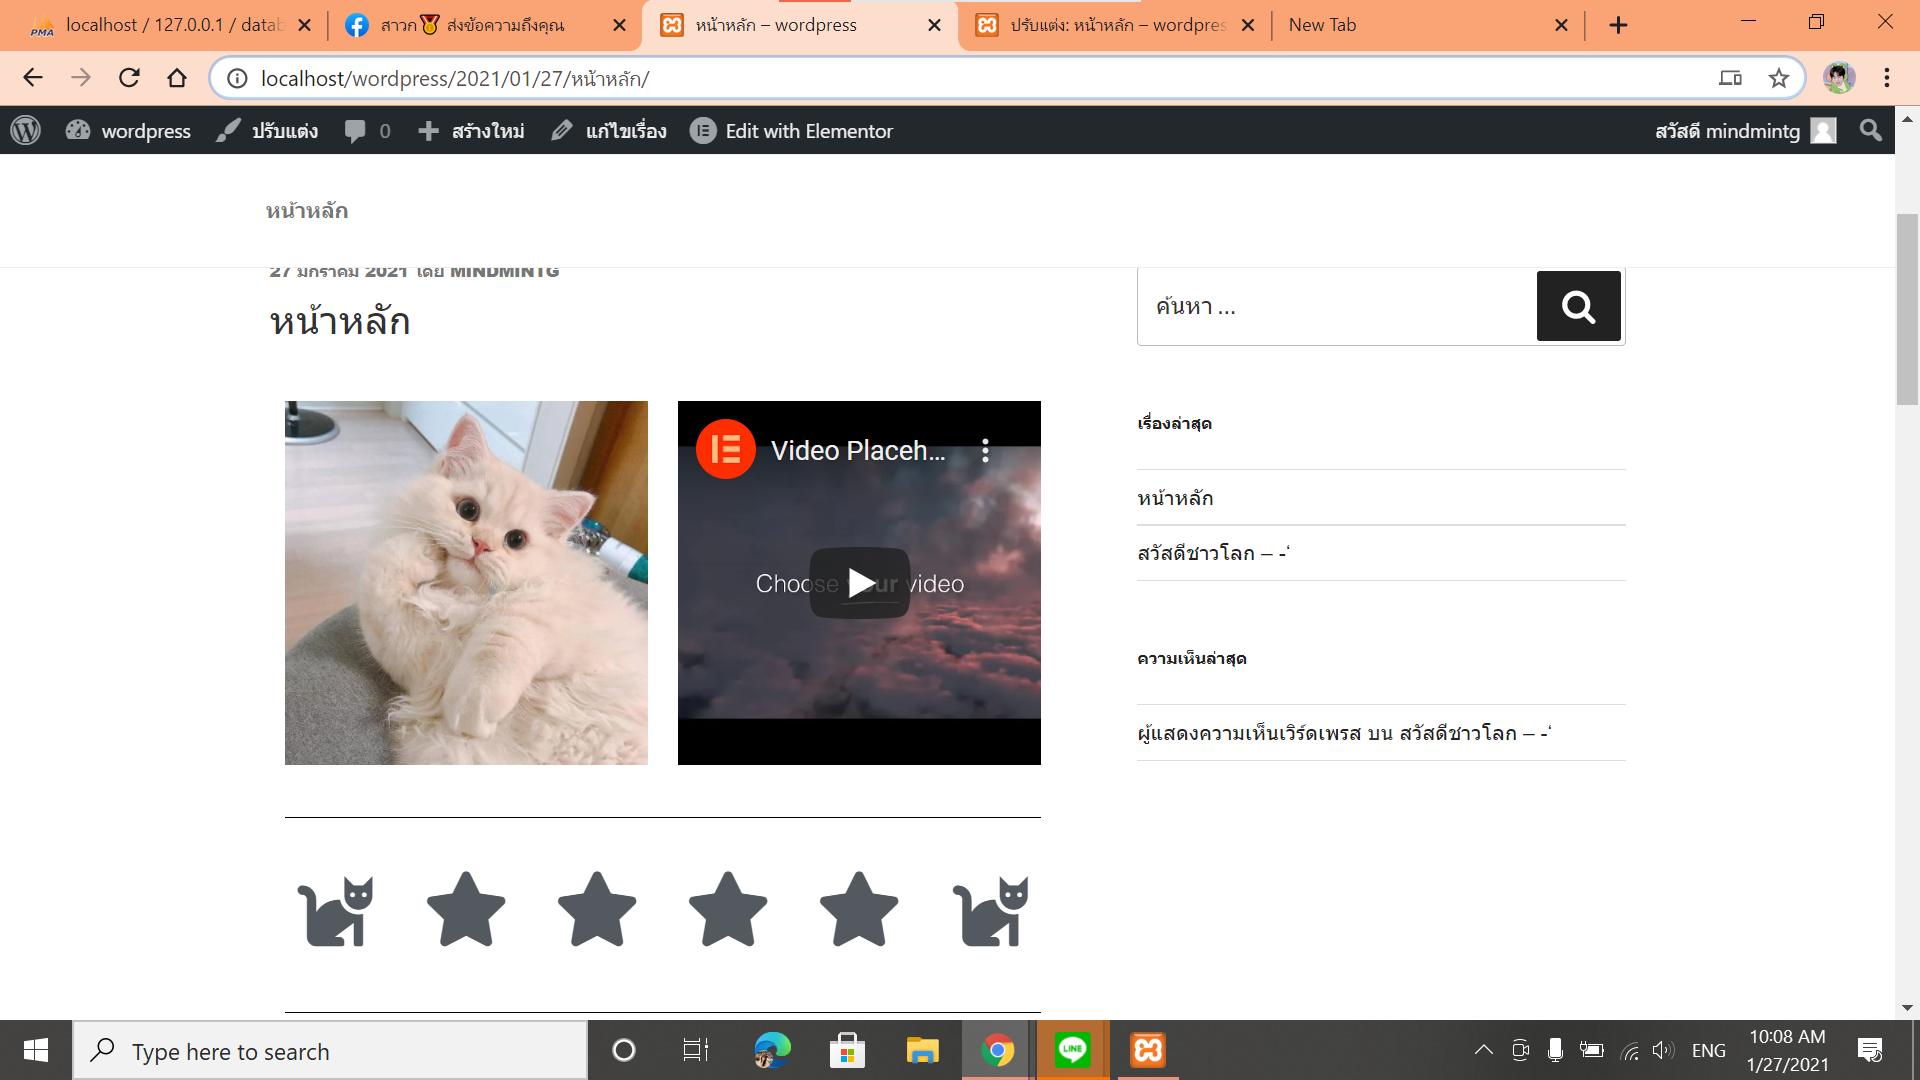 localhost / 127.0.0.1 / datab
สาวก🏅 ส่งข้อความถึงคุณ
หน้าหลัก – wordpress
ปรับแต่ง: หน้าหลัก – wordpres
New Tab
localhost/wordpress/2021/01/27/หน้าหลัก/
wordpress
ปรับแต่ง
0
สร้างใหม่
แก้ไขเรื่อง
Edit with Elementor
สวัสดี mindmintg
หน้าหลัก
27 มกราคม 2021 โดย MINDMINTG
หน้าหลัก
ค้นหา ...
Video Placeh...
Choose your video
เรื่องล่าสุด
หน้าหลัก
สวัสดีชาวโลก – -‘
ความเห็นล่าสุด
ผู้แสดงความเห็นเวิร์ดเพรส บน สวัสดีชาวโลก – -‘
Type here to search
LINE
ENG
10:08 AM
1/27/2021